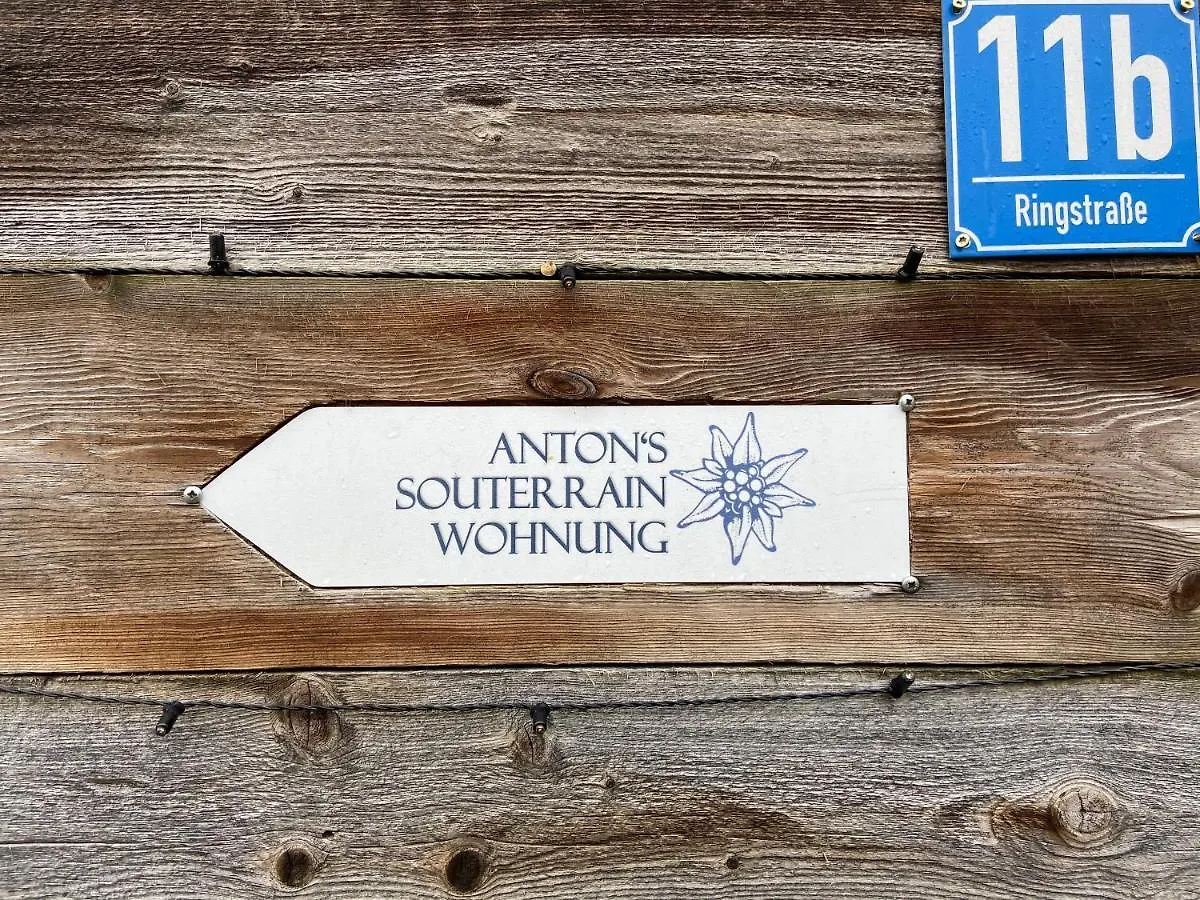 11b
Ringstraße
ANTON‘S
SOUTERRAIN
WOHNUNG